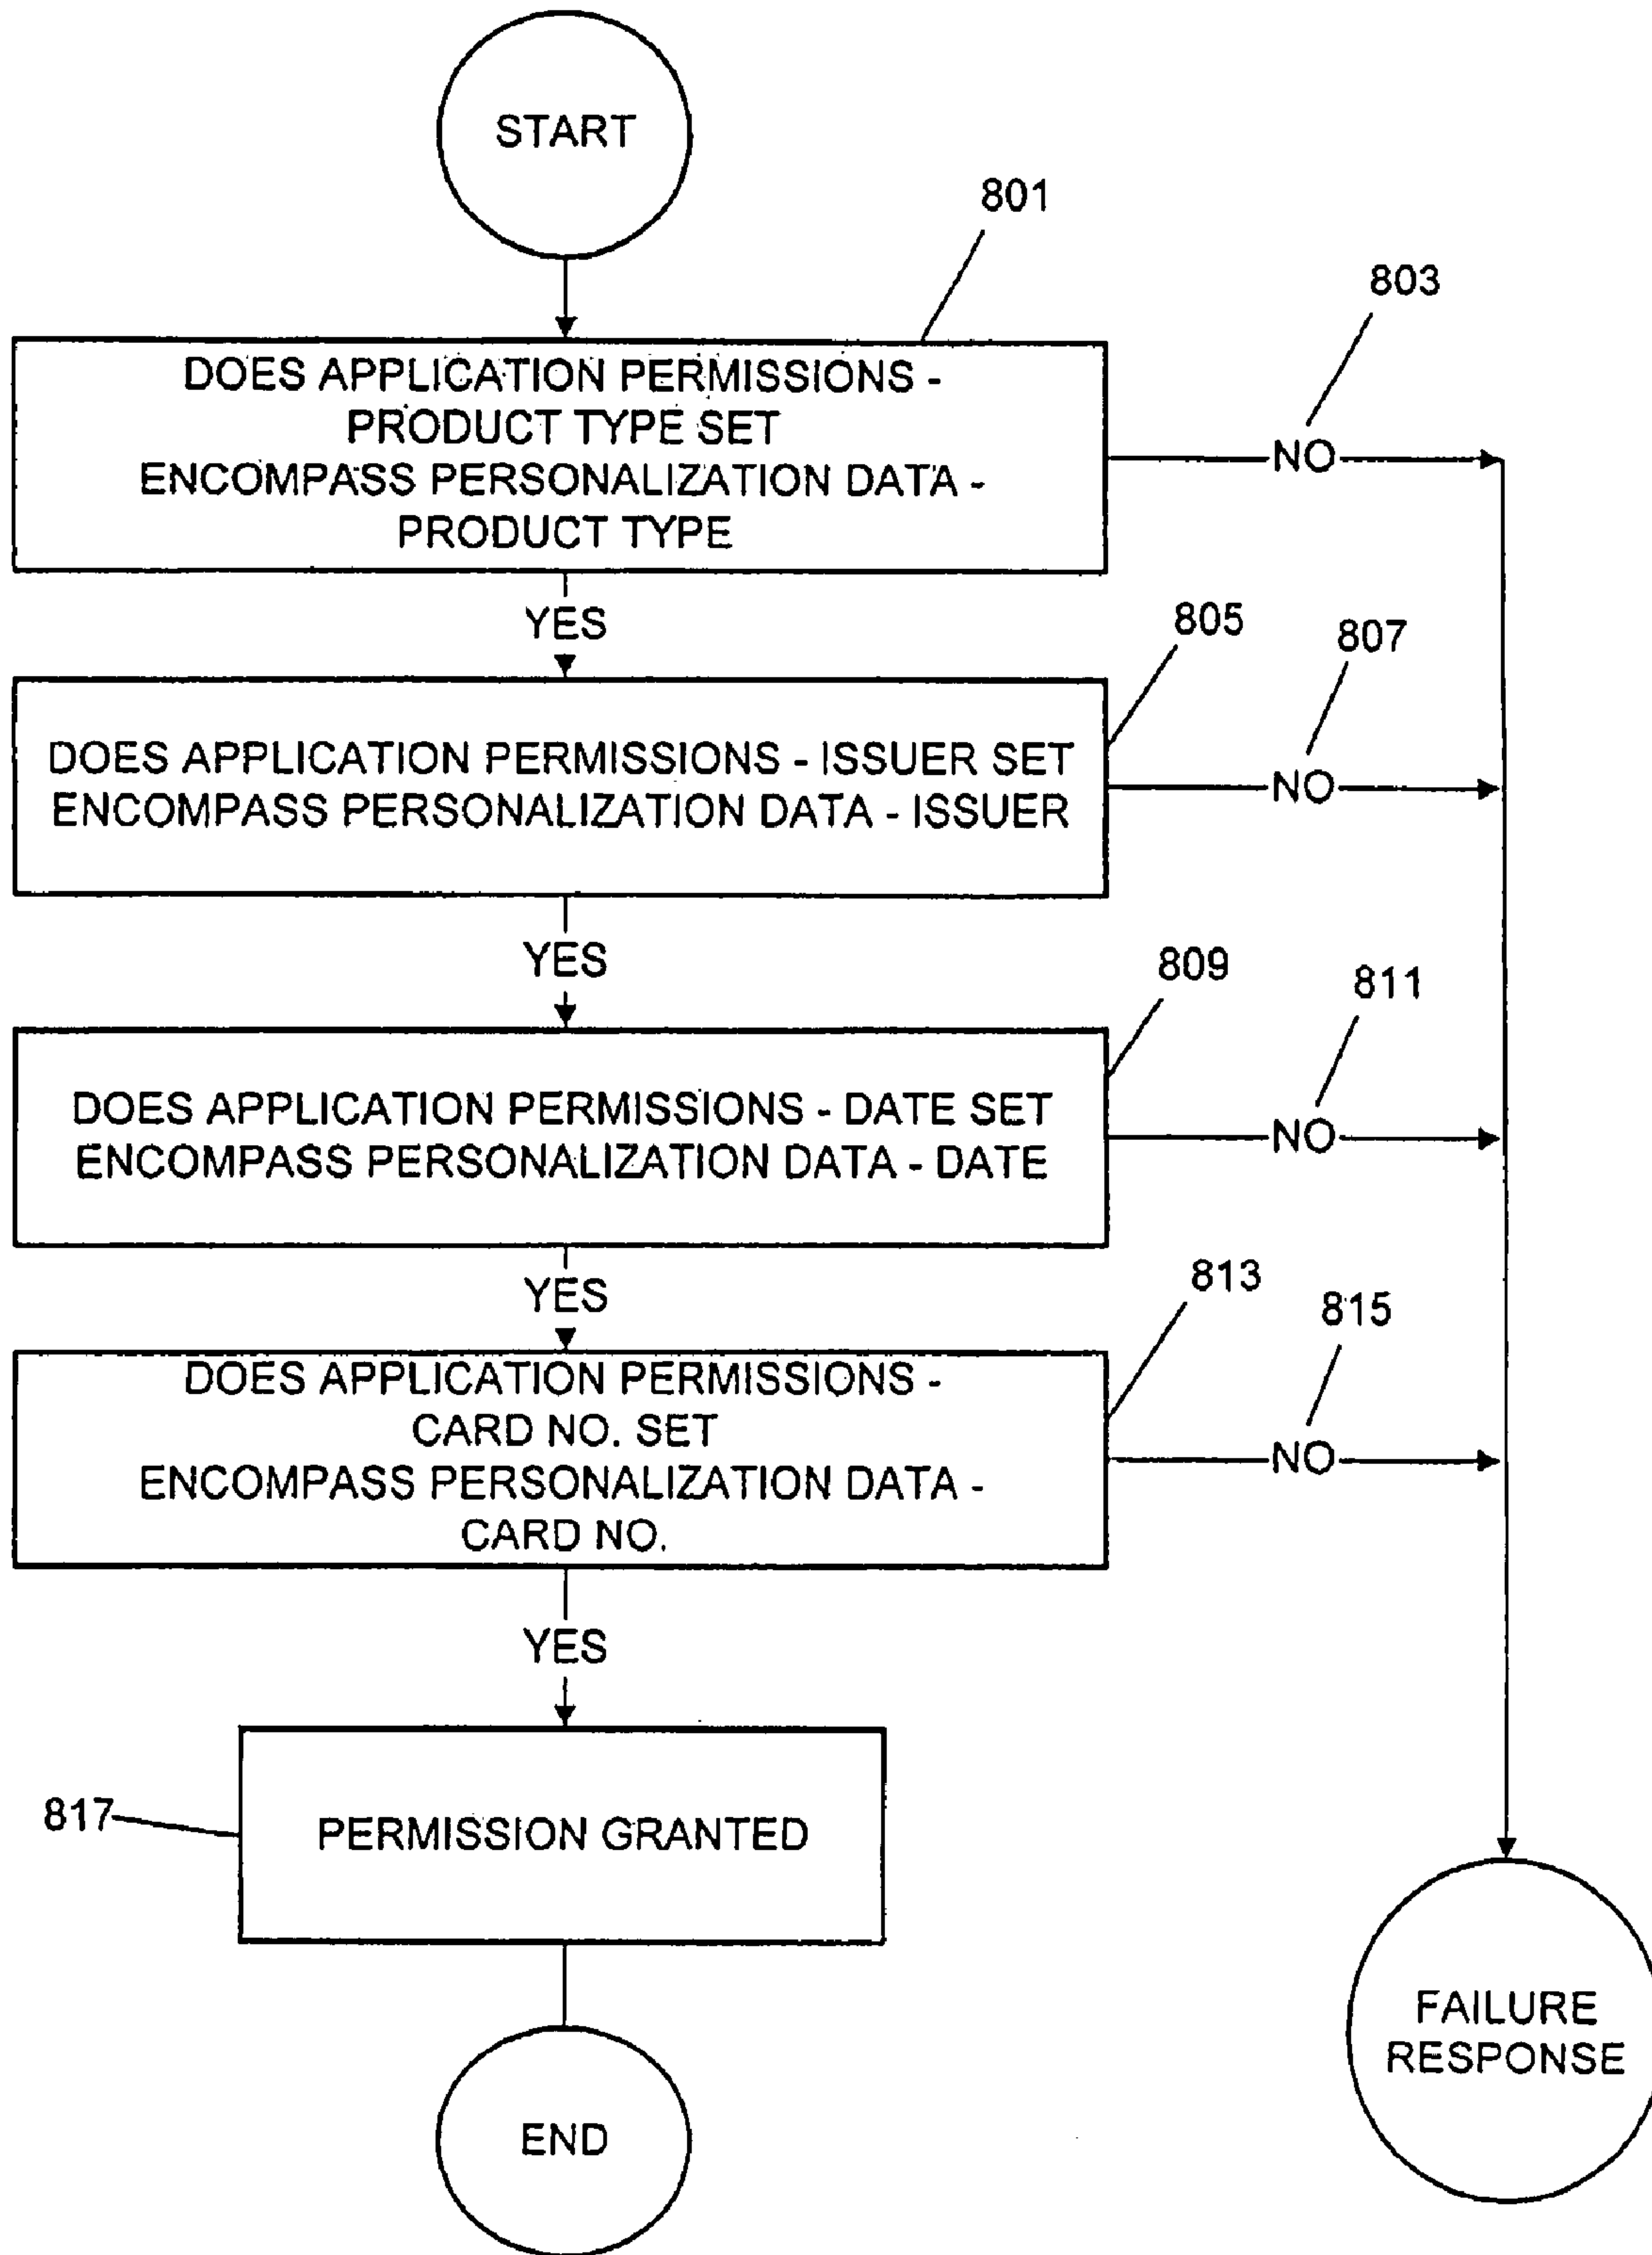 START
801
803
DOES APPLICATION PERMISSIONS -
PRODUCT TYPE SET
ENCOMPASS PERSONALIZATION DATA -
PRODUCT TYPE
NO
YES
805
807
DOES APPLICATION PERMISSIONS - ISSUER SET
ENCOMPASS PERSONALIZATION DATA - ISSUER
NO
YES
809
811
DOES APPLICATION PERMISSIONS - DATE SET
ENCOMPASS PERSONALIZATION DATA - DATE
NO
YES
813
815
DOES APPLICATION PERMISSIONS -
CARD NO. SET
ENCOMPASS PERSONALIZATION DATA -
CARD NO.
NO
YES
817
PERMISSION GRANTED
FAILURE
RESPONSE
END